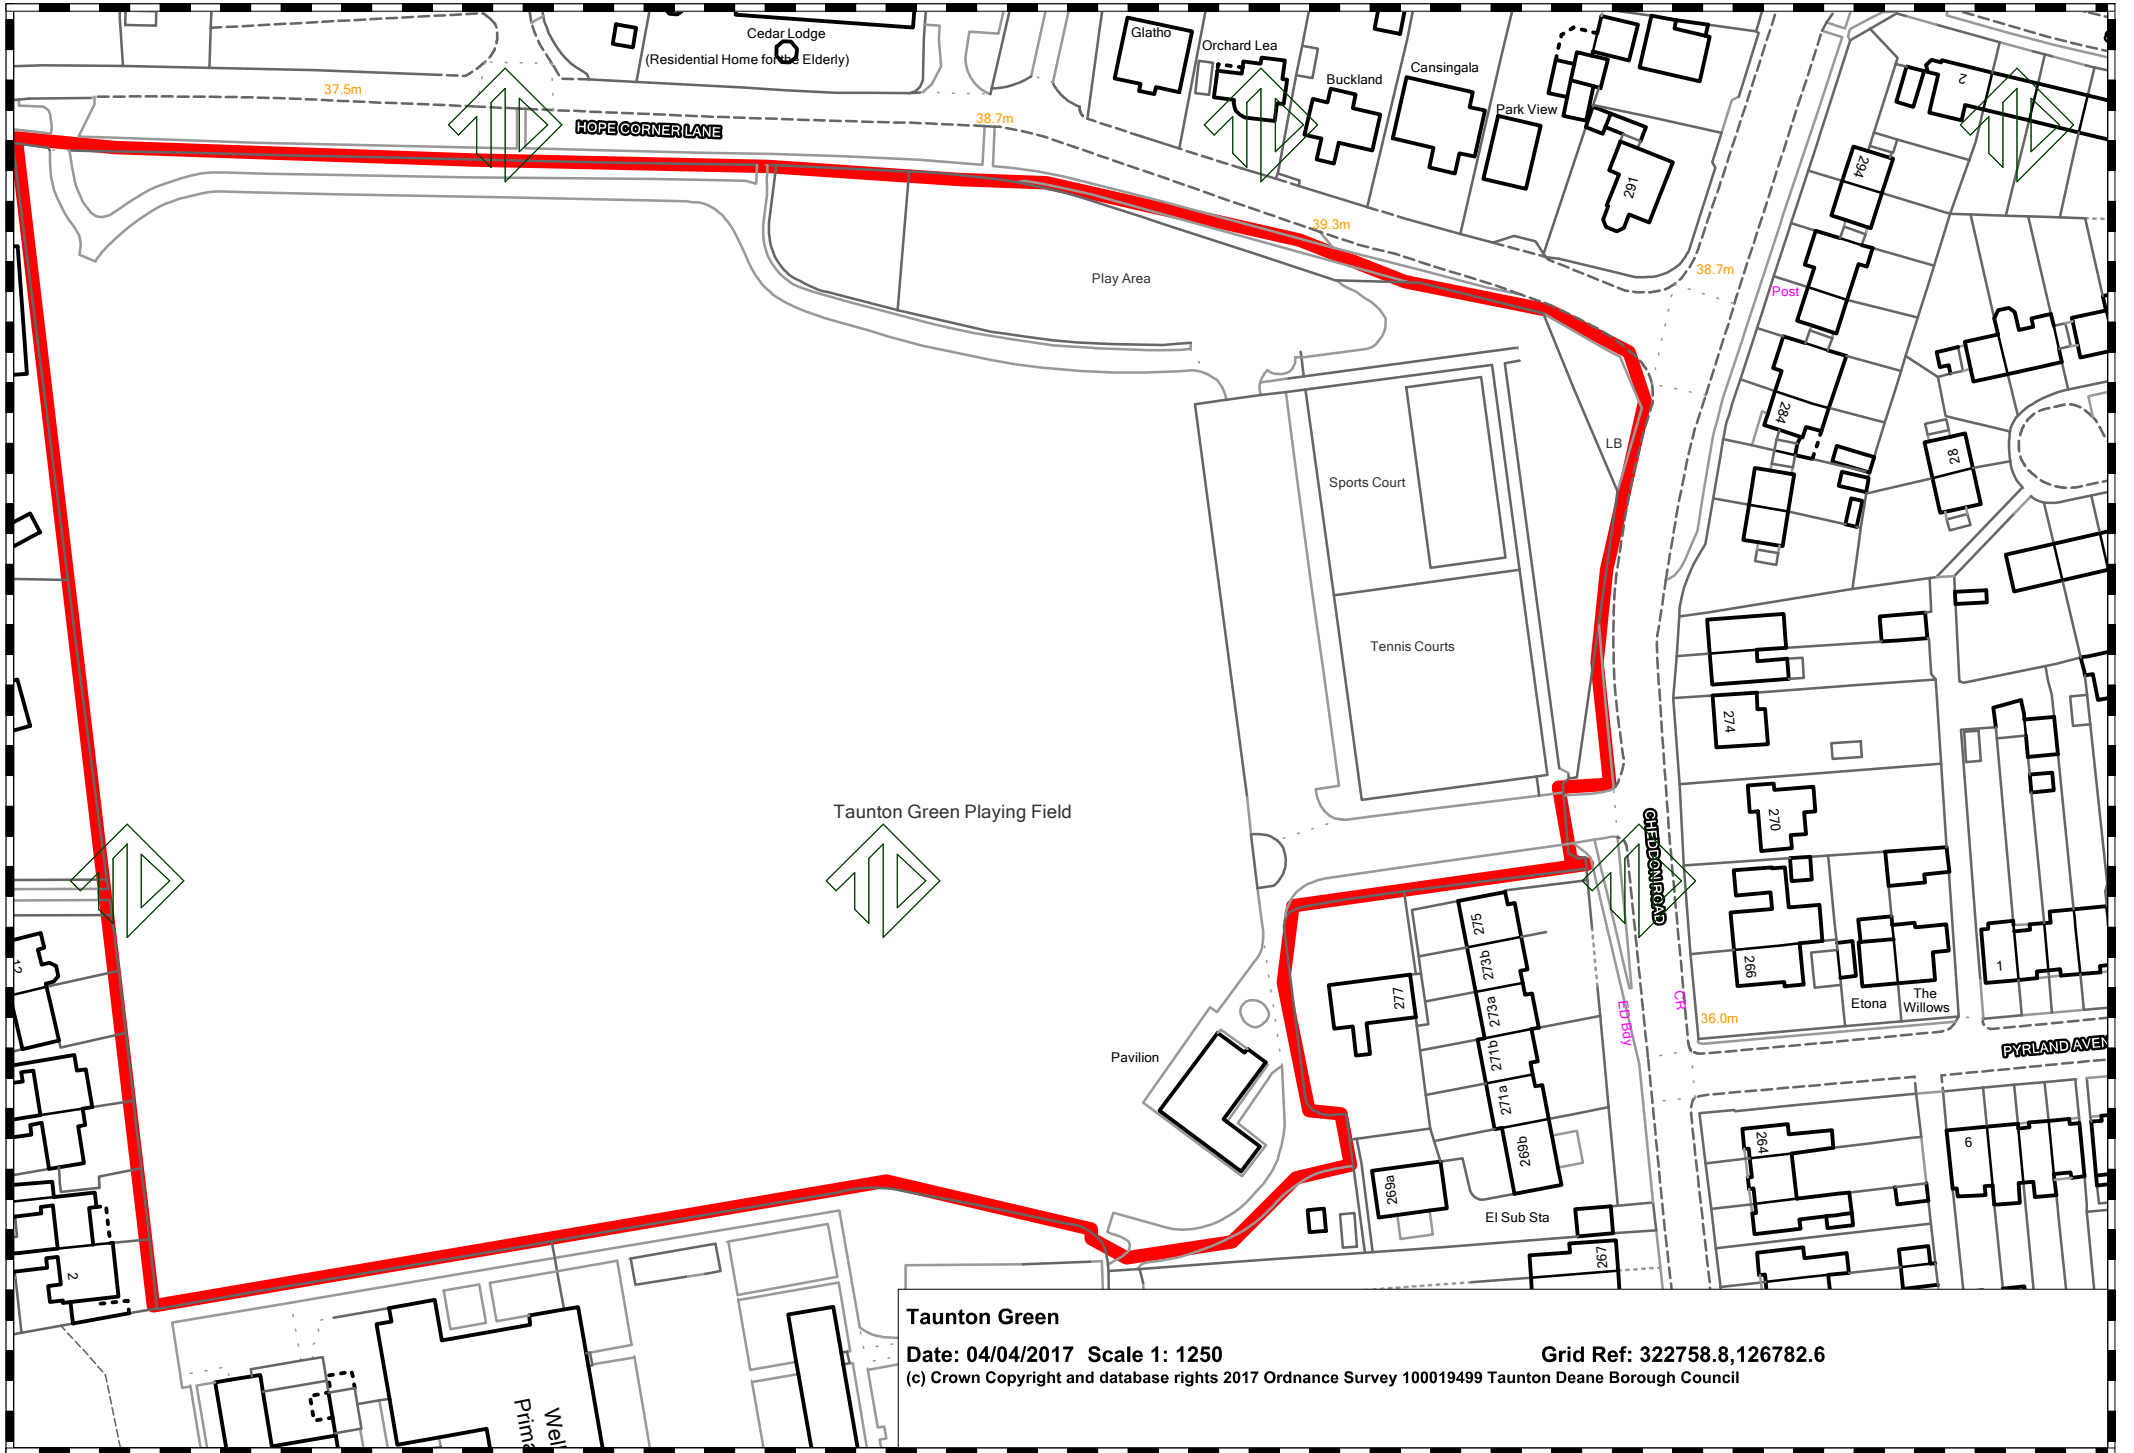 Cedar Lodge
(Residential Home for the Elderly)
Glatho
Orchard Lea
Buckland
Cansingala
Park View
2
37.5m
HOPE CORNER LANE
38.7m
291
294
39.3m
38.7m
Post
Play Area
284
LB
28
Sports Court
Tennis Courts
274
Taunton Green Playing Field
270
CHEDDON ROAD
12
275
273b
277
273a
271b
271a
269b
269a
266
Etona
The
Willows
1
CR
ED Bdy
36.0m
PYRLAND AVEN
Pavilion
264
6
El Sub Sta
267
2
Well
Prima
Taunton Green
Date: 04/04/2017 Scale 1: 1250
Grid Ref: 322758.8,126782.6
(c) Crown Copyright and database rights 2017 Ordnance Survey 100019499 Taunton Deane Borough Council